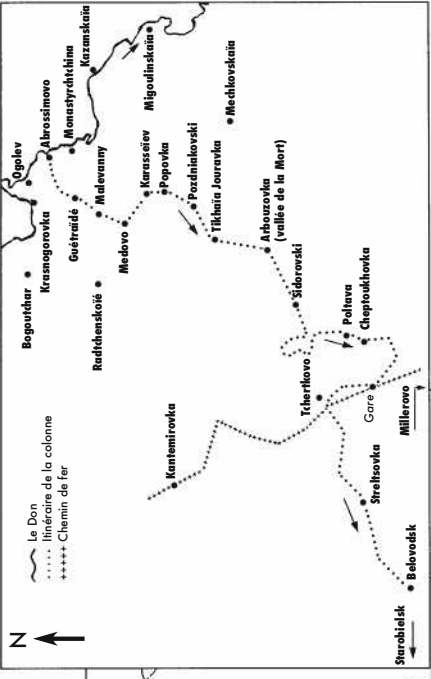 N
Le Don
Itinéraire de la colonne
Chemin de fer
Bogoutchar
Ogolev
Krasnogorovka
Abrossimovo
Monastyrchtchina
Kazanskaïa
Migoulinskaïa
Guétraïdé
Malevanny
Radtchenskoïé
Medovo
Karasseïev
Popovka
Pozdniakovski
Tikhaïa Jouravka
Mechkovskaïa
Arbouzovka
(vallée de la Mort)
Sidorovski
Kantemirovka
Tchertkovo
Poltava
Cheptoukhovka
Gare
Millerovo
Streltsovka
Belovodsk
Starobielsk